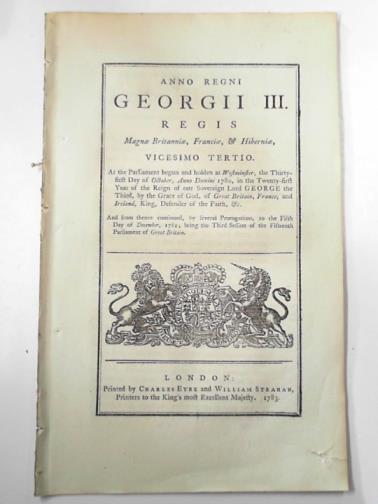 ANNO REGNI
GEORGII III.
REGIS
Magnæ Britanniæ, Franciæ, & Hiberniæ,
VICESIMO TERTIO.
At the Parliament begun and holden at Westminster, the Thirty-
first Day of October, Anno Domini 1780, in the Twenty-first
Year of the Reign of our Sovereign Lord GEORGE the
Third, by the Grace of God, of Great Britain, France, and
Ireland, King, Defender of the Faith, &c.
And from thence continued, by several Prorogations, to the Fifth
Day of December, 1782; being the Third Session of the Fifteenth
Parliament of Great Britain.
LONDON:
Printed by CHARLES EYRE and WILLIAM STRAHAN,
Printers to the King's most Excellent Majesty. 1783.